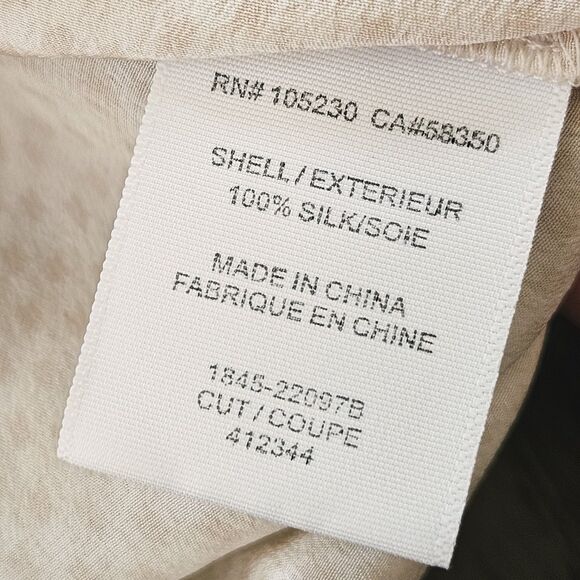 RN# 105230 CA#58350
SHELL / EXTERIEUR
100% SILK/SOIE
MADE IN CHINA
FABRIQUE EN CHINE
1845-22097B
CUT / COUPE
412344